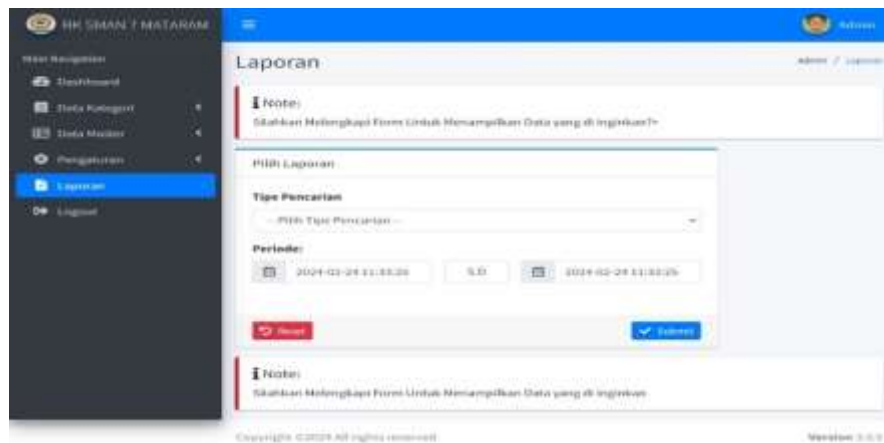 BK SMAN 7 MATARAM
Admin
Main Navigation
Dashboard
Data Kategori
Data Master
Pengaturan
Laporan
Logout
Laporan
Admin / Laporan
Note:
Silahkan Melengkapi Form Untuk Menampilkan Data yang di inginkan?=
Pilih Laporan
Tipe Pencarian
-- Pilih Tipe Pencarian --
Periode:
S.D
Reset
Submit
Note:
Silahkan Melengkapi Form Untuk Menampilkan Data yang di inginkan
Copyright ©2024 All rights reserved
Version